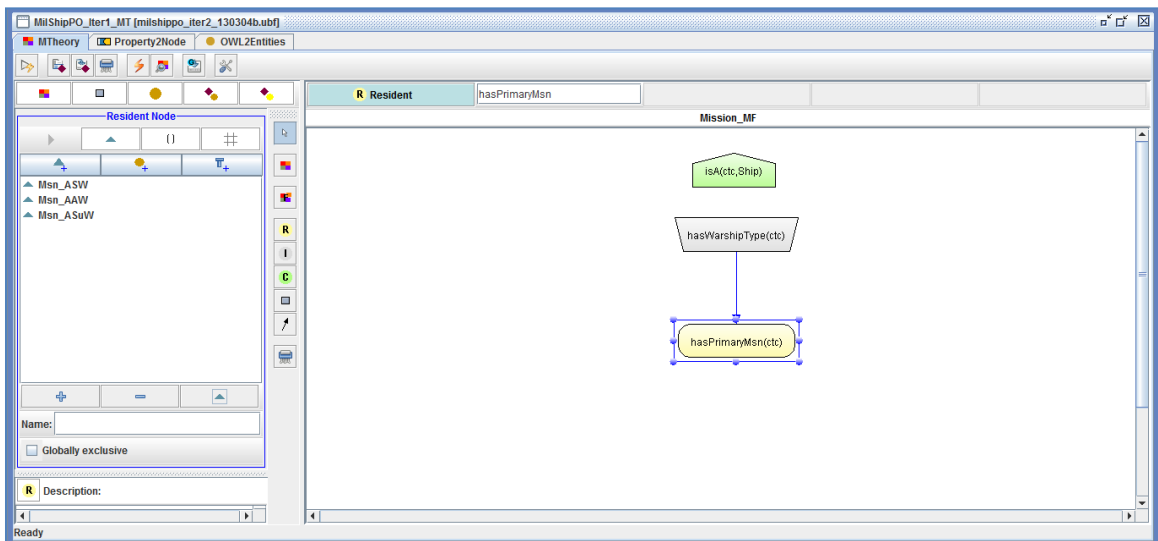 MilShipPO_Iter1_MT [milshippo_iter2_130304b.ubf]
MTheory Property2Node OWL2Entities
R Resident hasPrimaryMsn
Mission_MF
Resident Node
()
Msn_ASW
Msn_AAW
Msn_ASuW
Name:
Globally exclusive
R Description:
R
I
C
isA(ctc,Ship)
hasWarshipType(ctc)
hasPrimaryMsn(ctc)
Ready